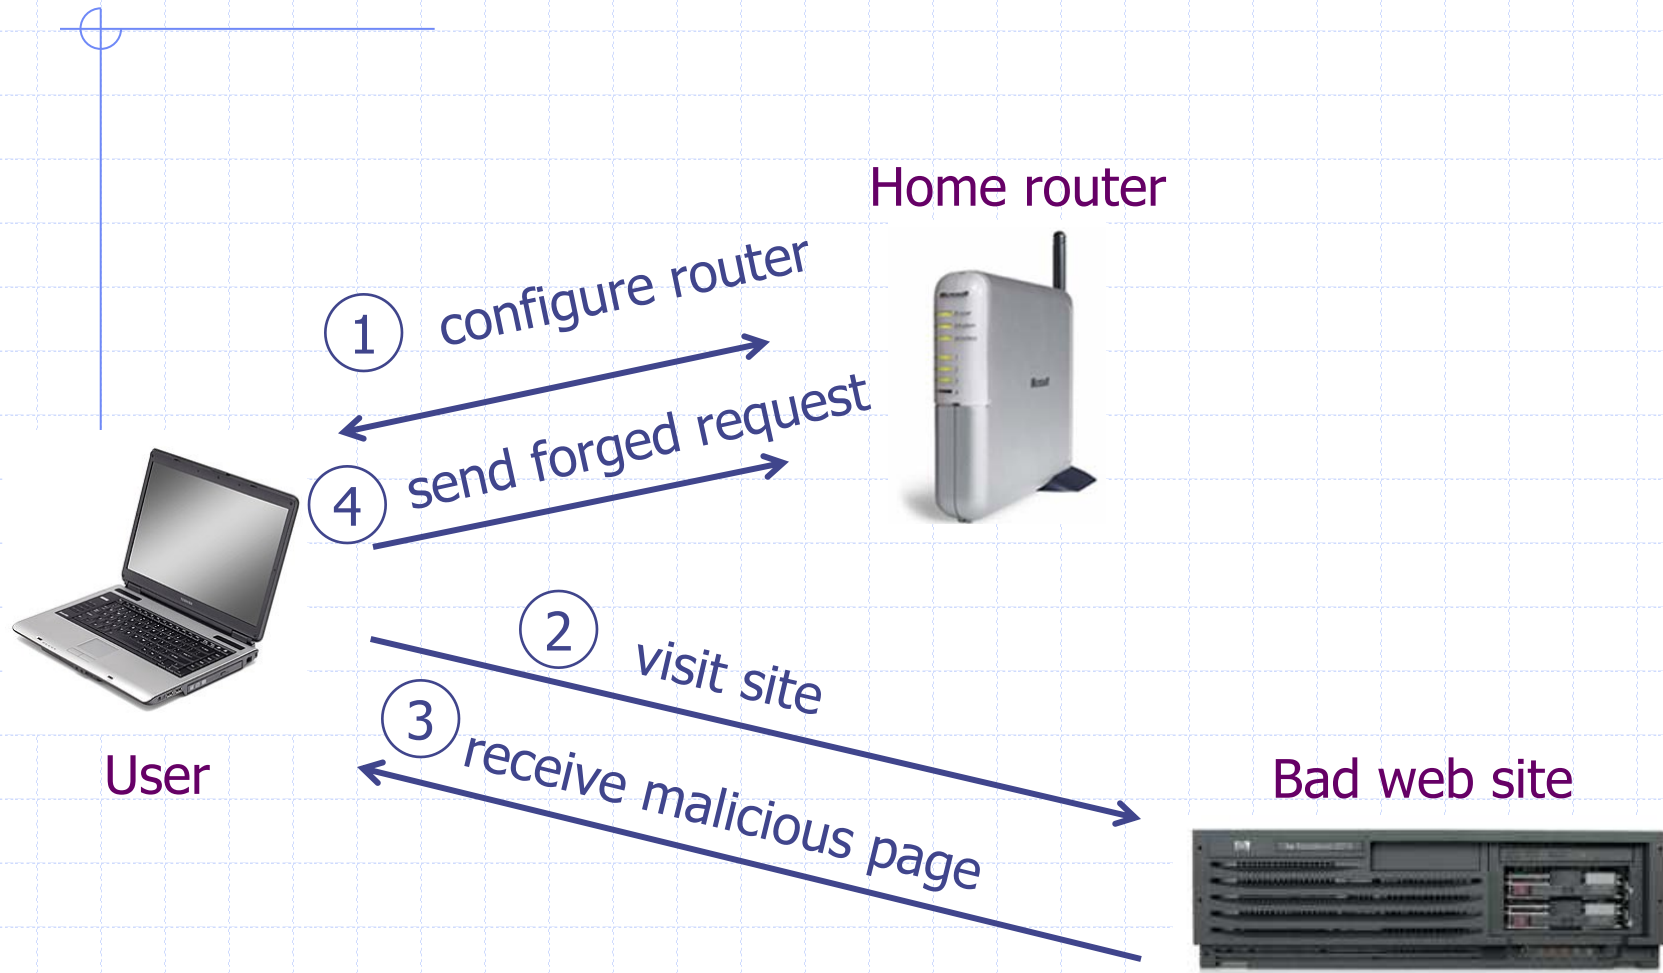 Home router
1 configure router
4 send forged request
2 visit site
3 receive malicious page
User
Bad web site
Microsoft